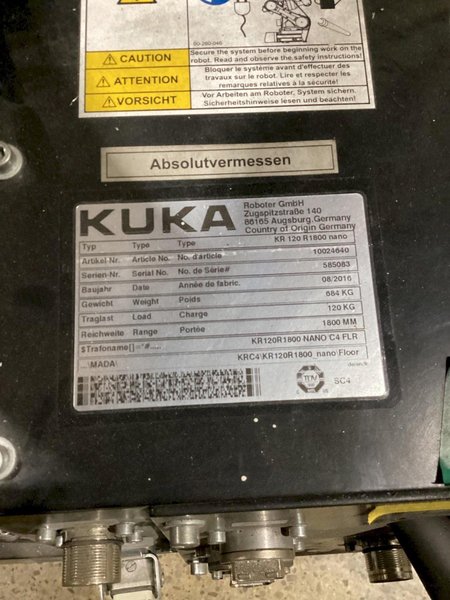 00-280-046
CAUTION
Secure the system before beginning work on the robot. Read and observe the safety instructions!
ATTENTION
Bloquer le système avant d'effectuer des travaux sur le robot. Lire et respecter les remarques relatives à la sécurité!
VORSICHT
Vor Arbeiten am Roboter, System sichern. Sicherheitshinweise lesen und beachten!
Absolutvermessen
KUKA
Roboter GmbH
Zugspitzstraße 140
86165 Augsburg,Germany
Country of Origin Germany
Typ Type Type KR 120 R1800 nano
Artikel-Nr. Article No. No. d'article 10024640
Serien-Nr. Serial No. No. de Série# 585083
Baujahr Date Année de fabric. 08/2016
Gewicht Weight Poids 684 KG
Traglast Load Charge 120 KG
Reichweite Range Portée 1800 MM
$Trafoname[]="#..... KR120R1800 NANO C4 FLR
...\MADA\ KRC4\KR120R1800_nano Floor
TÜV
SC4